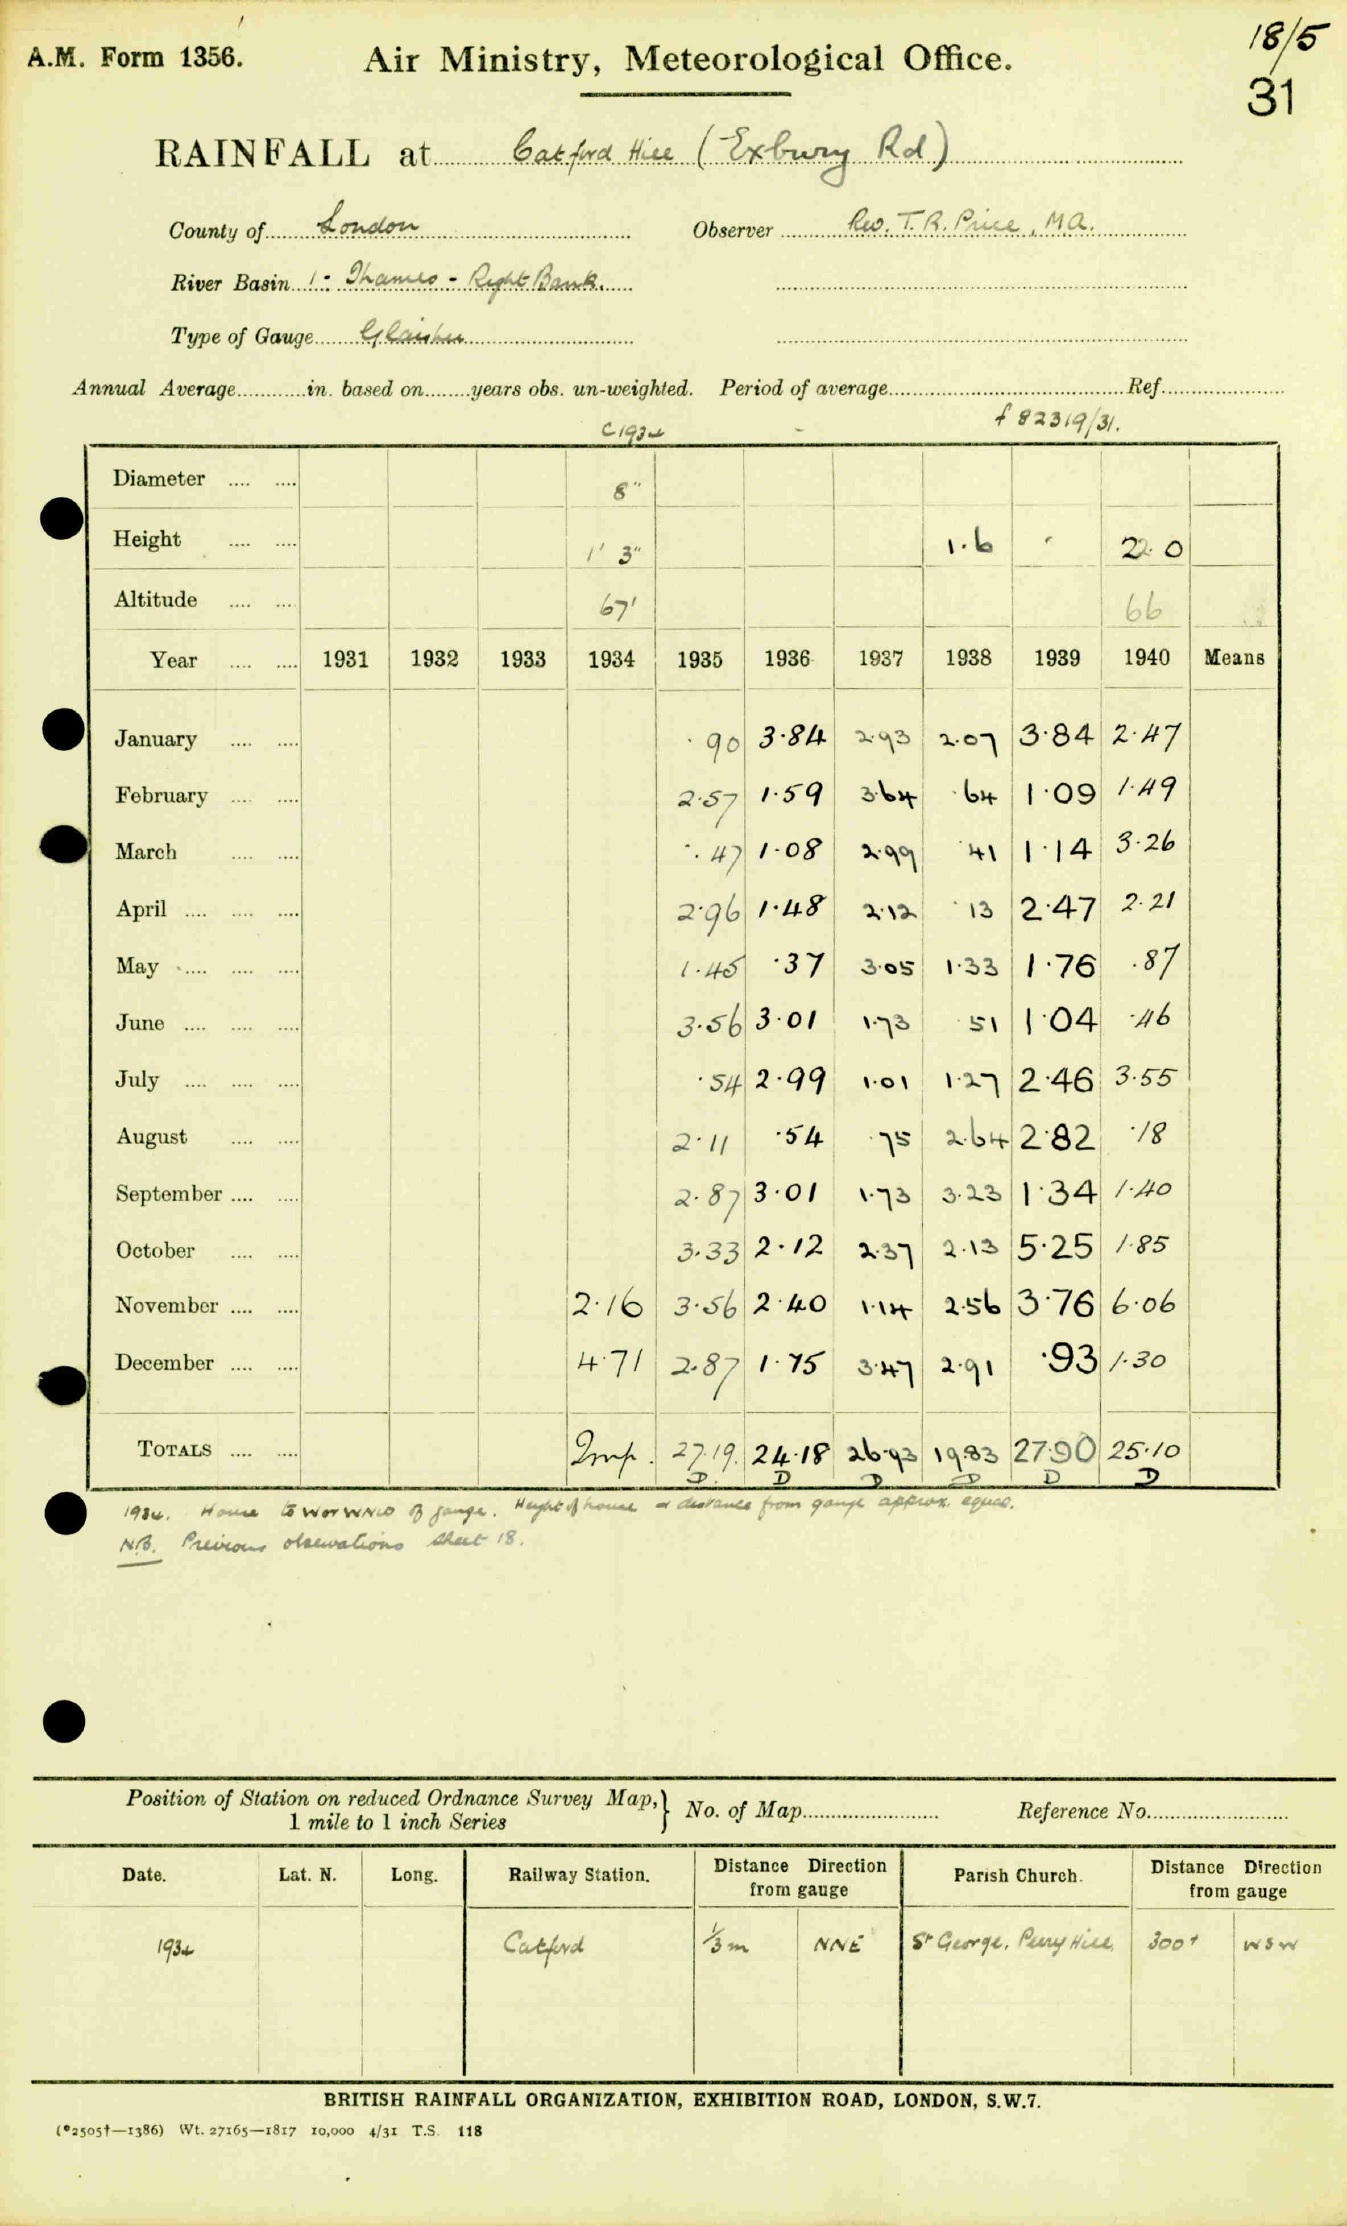 18/5
A.M. Form 1356. Air Ministry, Meteorological Office.
31
RAINFALL at Catford Hill (Exbury Rd)
County of London Observer Rev. T. R. Price, M.A.
River Basin 1:- Thames - Right Bank.
Type of Gauge Glaisher
Annual Average in. based on years obs. un-weighted. Period of average Ref.
C1934 f 82319/31.
Diameter .... .... 8"
Height .... .... 1' 3" 1.6 2.0
Altitude .... .... 67' 66
Year .... .... 1931 1932 1933 1934 1935 1936 1937 1938 1939 1940 Means
January .... .... ·90 3·84 2·93 2·07 3·84 2·47
February .... .... 2·57 1·59 3·64 ·64 1·09 1·49
March .... .... ·47 1·08 2·99 ·41 1·14 3·26
April .... .... .... 2·96 1·48 2·12 ·13 2·47 2·21
May .... .... .... 1·45 ·37 3·05 1·33 1·76 ·87
June .... .... .... 3·56 3·01 1·73 51 1·04 ·46
July .... .... .... ·54 2·99 1·01 1·27 2·46 3·55
August .... .... 2·11 ·54 ·75 2·64 2·82 ·18
September .... .... 2·87 3·01 1·73 3·23 1·34 1·40
October .... .... 3·33 2·12 2·37 2·13 5·25 1·85
November .... .... 2·16 3·56 2·40 1·14 2·56 3·76 6·06
December .... .... 4·71 2·87 1·75 3·47 2·91 ·93 1·30
TOTALS .... .... Imp. 27·19. 24·18 26·93 19·83 27·90 25·10
D. D D D D D
1934. House to W or WNW of gauge. Height of house & distance from gauge approx. equal.
N.B. Previous observations sheet 18.
Position of Station on reduced Ordnance Survey Map,
1 mile to 1 inch Series } No. of Map Reference No.
Date. Lat. N. Long. Railway Station. Distance Direction from gauge Parish Church. Distance Direction from gauge
1934 Catford 1/3 m NNE St George, Perry Hill, WSW
BRITISH RAINFALL ORGANIZATION, EXHIBITION ROAD, LONDON, S.W.7.
(*2505†—1386) Wt. 27165—1817 10,000 4/31 T.S. 118